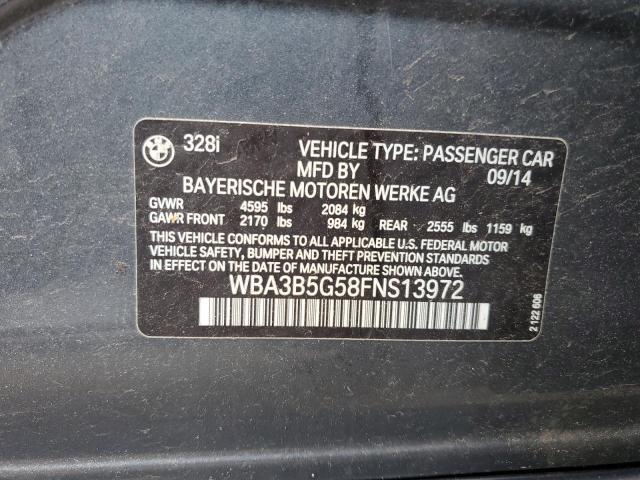 328i VEHICLE TYPE: PASSENGER CAR
MFD BY 09/14
BAYERISCHE MOTOREN WERKE AG
GVWR 4595 lbs 2084 kg
GAWR FRONT 2170 lbs 984 kg REAR 2555 lbs 1159 kg
THIS VEHICLE CONFORMS TO ALL APPLICABLE U.S. FEDERAL MOTOR
VEHICLE SAFETY, BUMPER AND THEFT PREVENTION STANDARDS
IN EFFECT ON THE DATE OF MANUFACTURE SHOWN ABOVE.
WBA3B5G58FNS13972
2 122 606